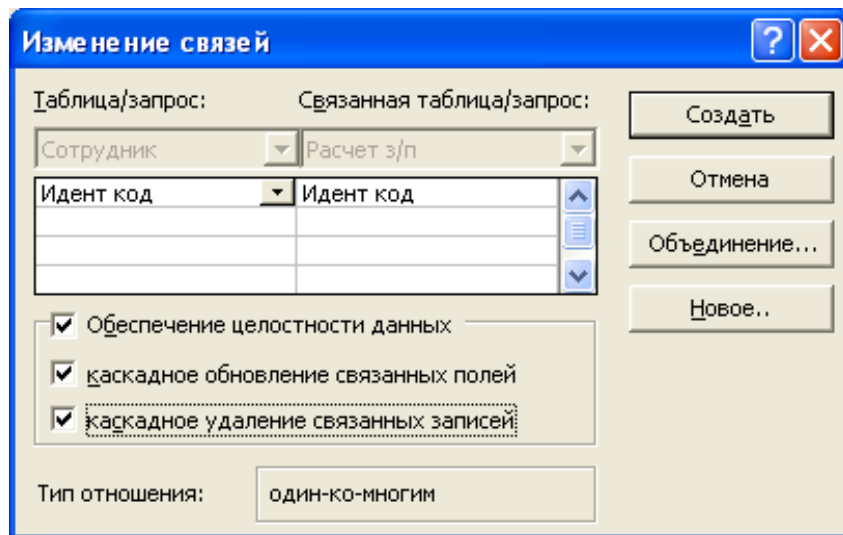 Изменение связей
Таблица/запрос: Связанная таблица/запрос:
Сотрудник Расчет з/п
Идент код Идент код
Обеспечение целостности данных
каскадное обновление связанных полей
каскадное удаление связанных записей
Тип отношения: один-ко-многим
Создать
Отмена
Объединение...
Новое..